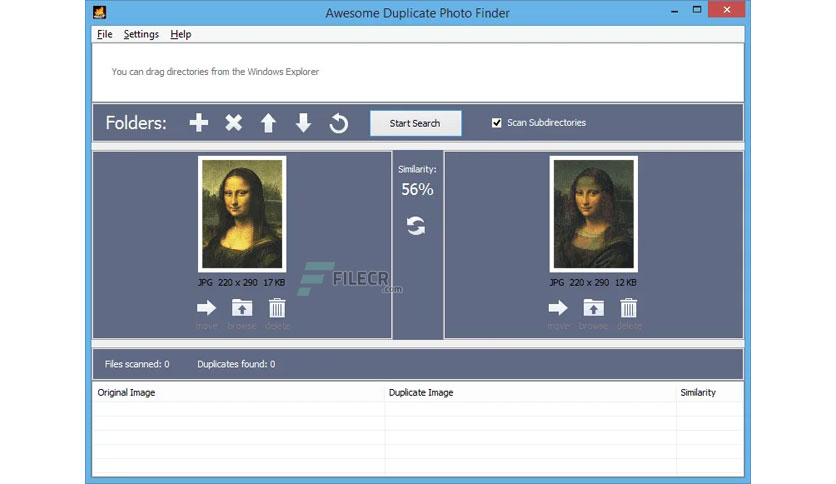 Awesome Duplicate Photo Finder
File Settings Help
You can drag directories from the Windows Explorer
Folders: Start Search Scan Subdirectories
Similarity:
56%
JPG 220 x 290 17 KB
JPG 220 x 290 12 KB
FILECR
.com
move browse delete
move browse delete
Files scanned: 0 Duplicates found: 0
Original Image Duplicate Image Similarity